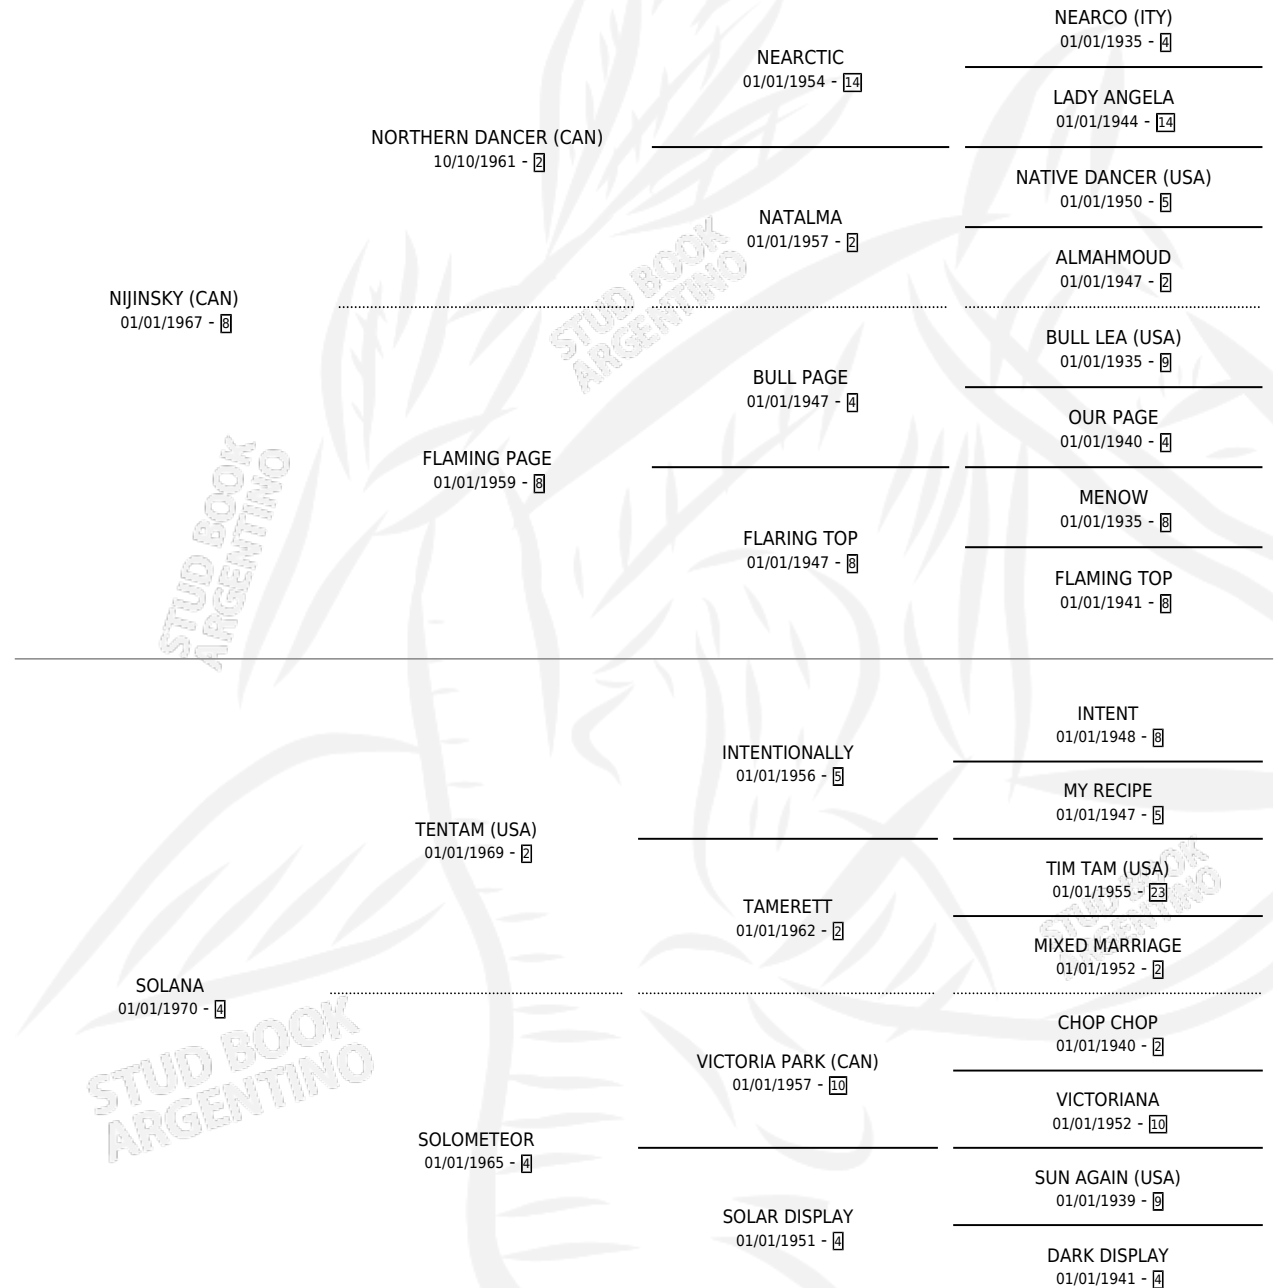 NEARCO (ITY)
01/01/1935 - 4
NEARCTIC
01/01/1954 - 14
LADY ANGELA
01/01/1944 - 14
NORTHERN DANCER (CAN)
10/10/1961 - 2
NATIVE DANCER (USA)
01/01/1950 - 5
NATALMA
01/01/1957 - 2
ALMAHMOUD
01/01/1947 - 2
NIJINSKY (CAN)
01/01/1967 - 8
BULL LEA (USA)
01/01/1935 - 9
BULL PAGE
01/01/1947 - 4
OUR PAGE
01/01/1940 - 4
FLAMING PAGE
01/01/1959 - 8
MENOW
01/01/1935 - 8
FLARING TOP
01/01/1947 - 8
FLAMING TOP
01/01/1941 - 8
INTENT
01/01/1948 - 8
INTENTIONALLY
01/01/1956 - 5
MY RECIPE
01/01/1947 - 5
TENTAM (USA)
01/01/1969 - 2
TIM TAM (USA)
01/01/1955 - 23
TAMERETT
01/01/1962 - 2
MIXED MARRIAGE
01/01/1952 - 2
SOLANA
01/01/1970 - 4
CHOP CHOP
01/01/1940 - 2
VICTORIA PARK (CAN)
01/01/1957 - 10
VICTORIANA
01/01/1952 - 10
SOLOMETEOR
01/01/1965 - 4
SUN AGAIN (USA)
01/01/1939 - 9
SOLAR DISPLAY
01/01/1951 - 4
DARK DISPLAY
01/01/1941 - 4
STUD BOOK
ARGENTINO
STUD BOOK
ARGENTINO
STUD BOOK
ARGENTINO
STUD BOOK
ARGENTINO